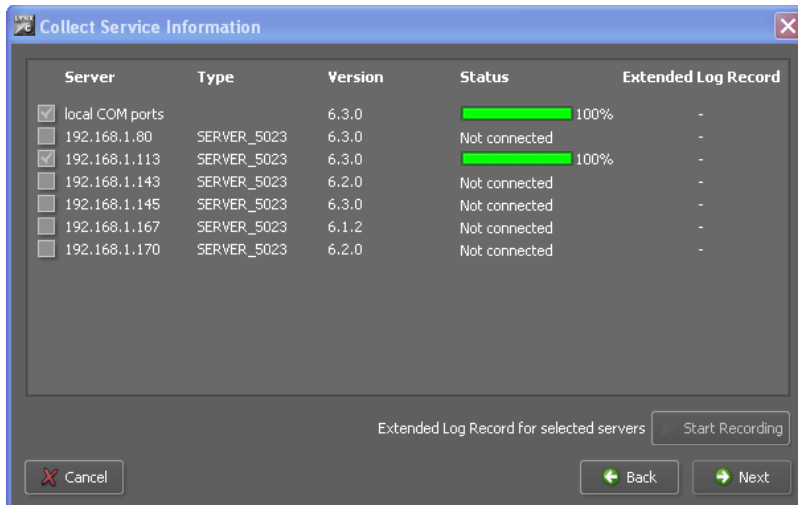 LYNX
C
Collect Service Information
Server Type Version Status Extended Log Record
local COM ports 6.3.0 100% -
192.168.1.80 SERVER_5023 6.3.0 Not connected -
192.168.1.113 SERVER_5023 6.3.0 100% -
192.168.1.143 SERVER_5023 6.2.0 Not connected -
192.168.1.145 SERVER_5023 6.3.0 Not connected -
192.168.1.167 SERVER_5023 6.1.2 Not connected -
192.168.1.170 SERVER_5023 6.2.0 Not connected -
Extended Log Record for selected servers Start Recording
Cancel Back Next